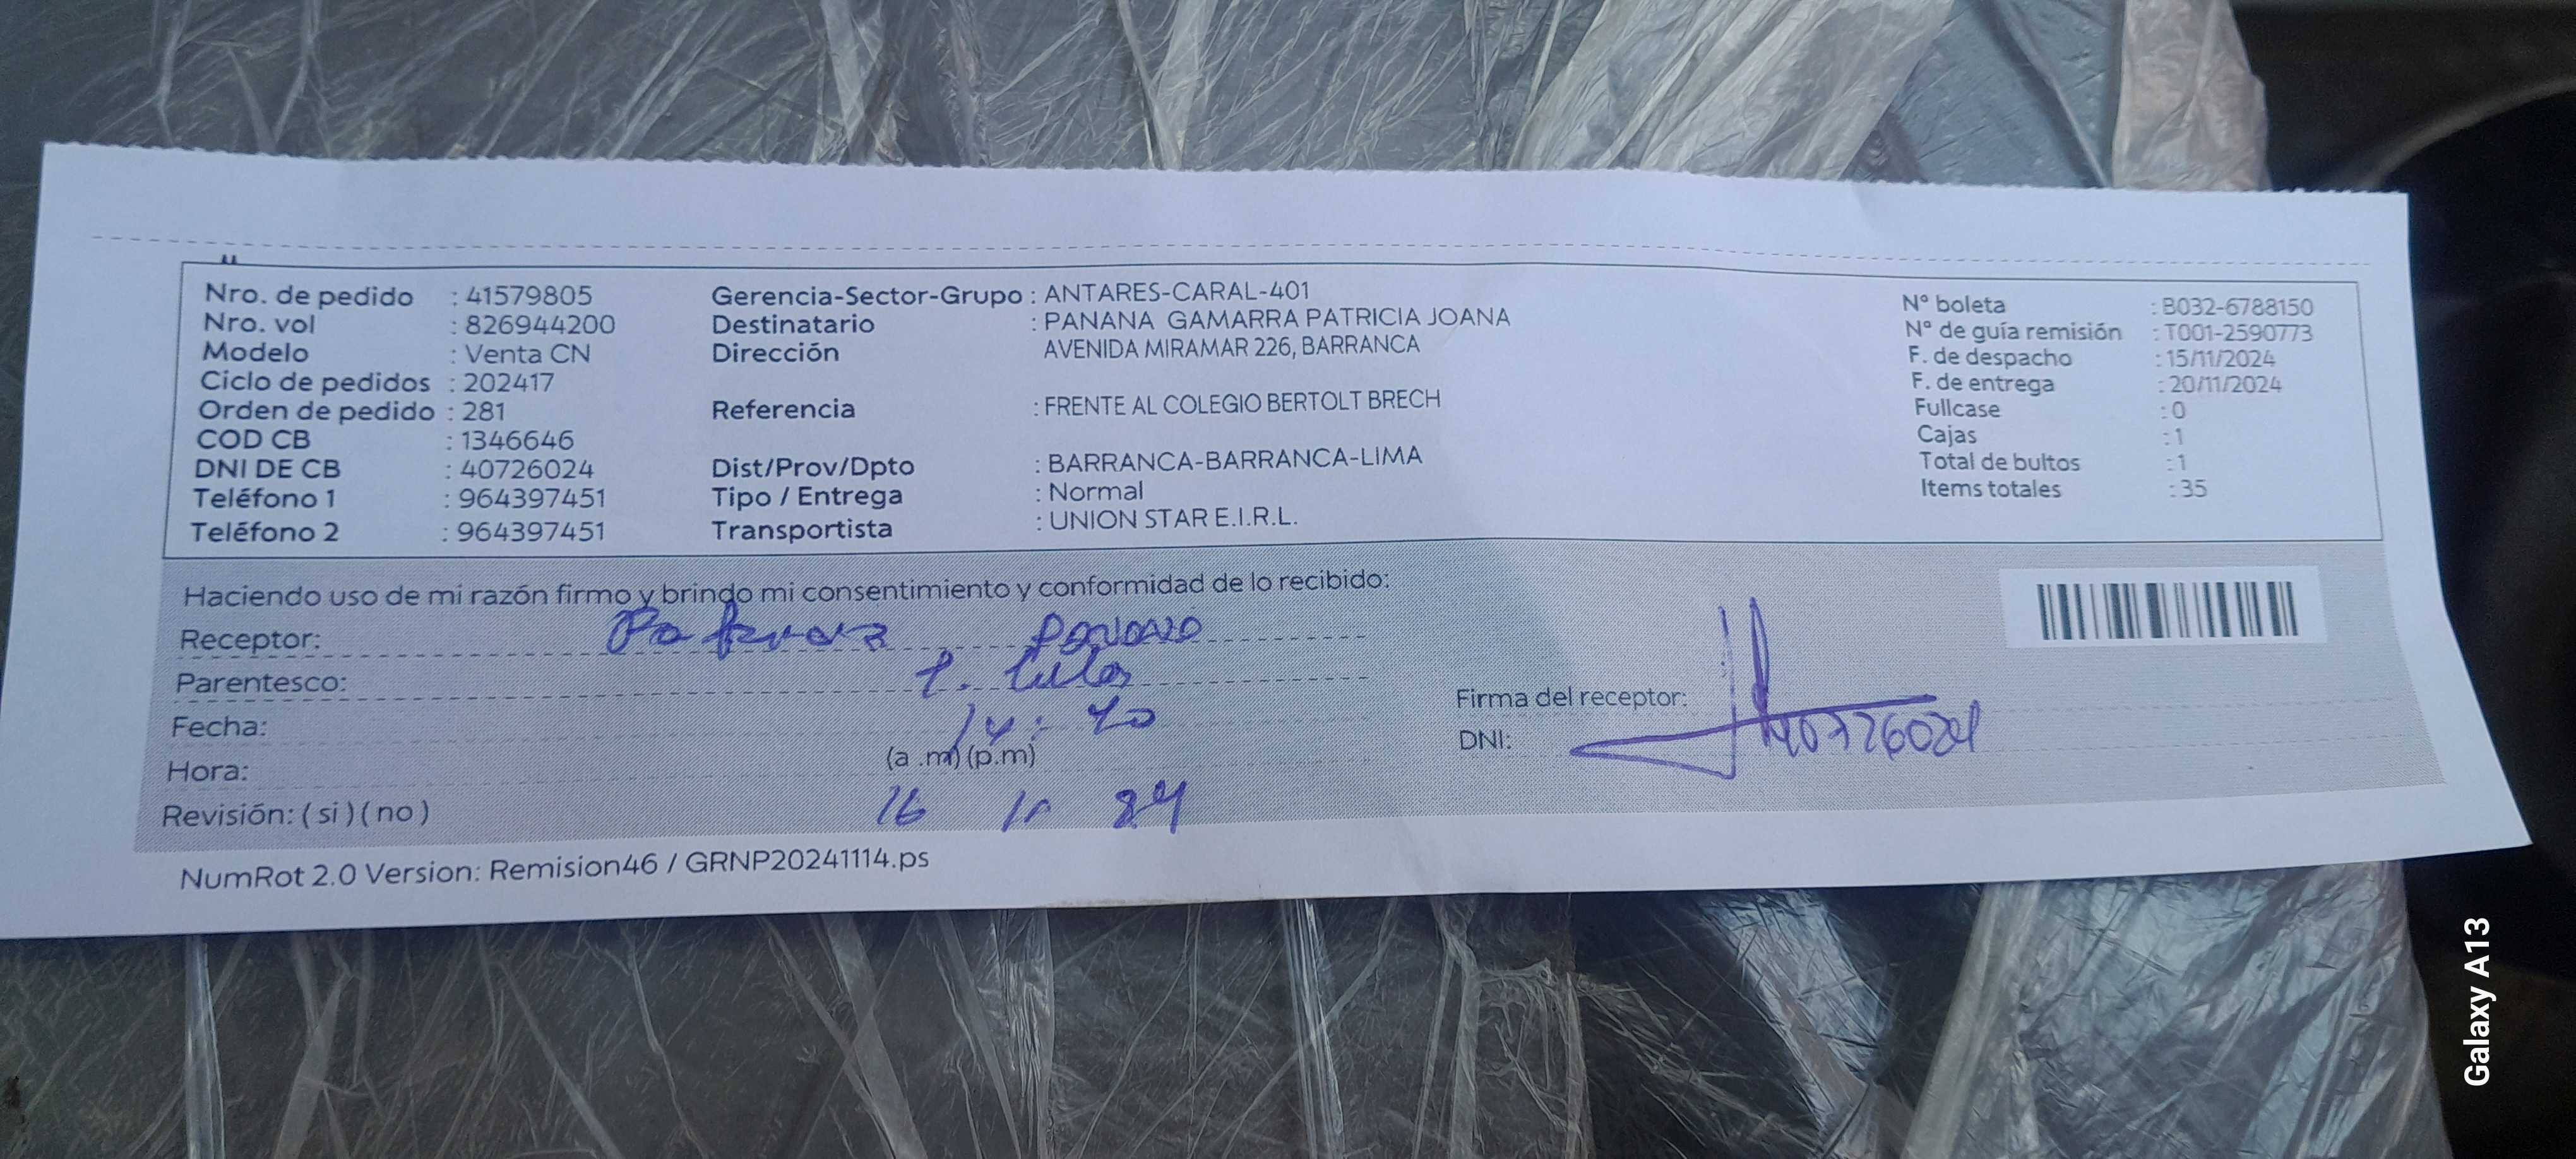 Nro. de pedido : 41579805
Nro. vol : 826944200
Modelo : Venta CN
Ciclo de pedidos : 202417
Orden de pedido : 281
COD CB : 1346646
DNI DE CB : 40726024
Teléfono 1 : 964397451
Teléfono 2 : 964397451
Gerencia-Sector-Grupo : ANTARES-CARAL-401
Destinatario : PANANA GAMARRA PATRICIA JOANA
Dirección AVENIDA MIRAMAR 226, BARRANCA
Referencia : FRENTE AL COLEGIO BERTOLT BRECH
Dist/Prov/Dpto : BARRANCA-BARRANCA-LIMA
Tipo / Entrega : Normal
Transportista : UNION STAR E.I.R.L.
N° boleta : B032-6788150
N° de guía remisión : T001-2590773
F. de despacho : 15/11/2024
F. de entrega : 20/11/2024
Fullcase : 0
Cajas : 1
Total de bultos : 1
Items totales : 35
Haciendo uso de mi razón firmo y brindo mi consentimiento y conformidad de lo recibido:
Receptor:
Parentesco:
Fecha:
Hora: (a .m) (p.m)
Revisión: ( si ) ( no ) 16
Firma del receptor:
DNI: 40726024
NumRot 2.0 Version: Remision46 / GRNP20241114.ps
Galaxy A13